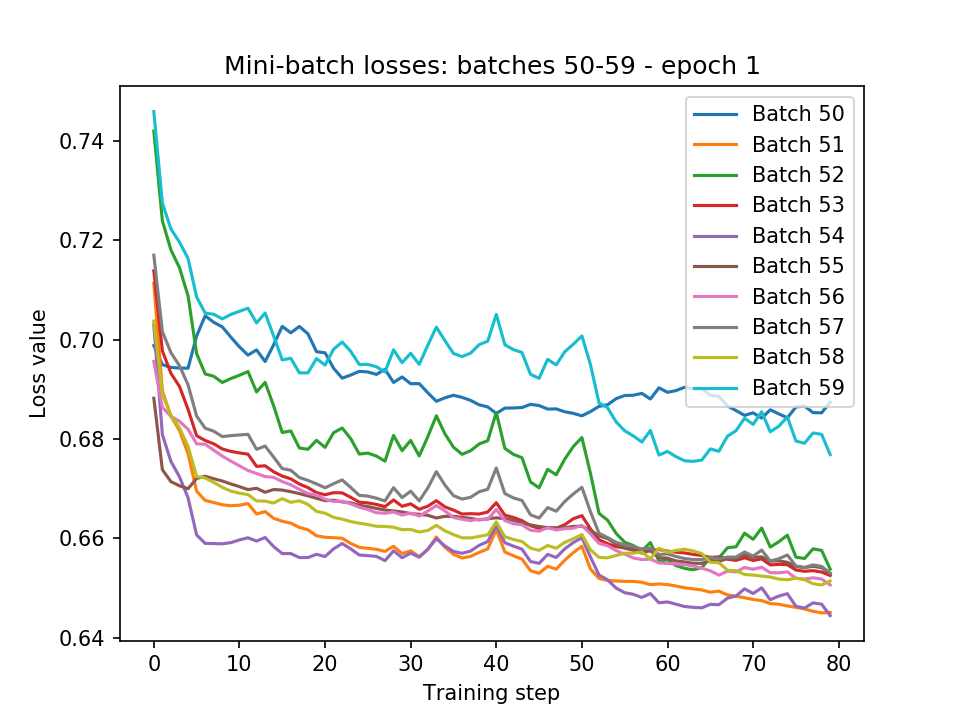 Mini-batch losses: batches 50-59 - epoch 1
Loss value
0.74
0.72
0.70
0.68
0.66
0.64
0 10 20 30 40 50 60 70 80
Training step
Batch 50
Batch 51
Batch 52
Batch 53
Batch 54
Batch 55
Batch 56
Batch 57
Batch 58
Batch 59